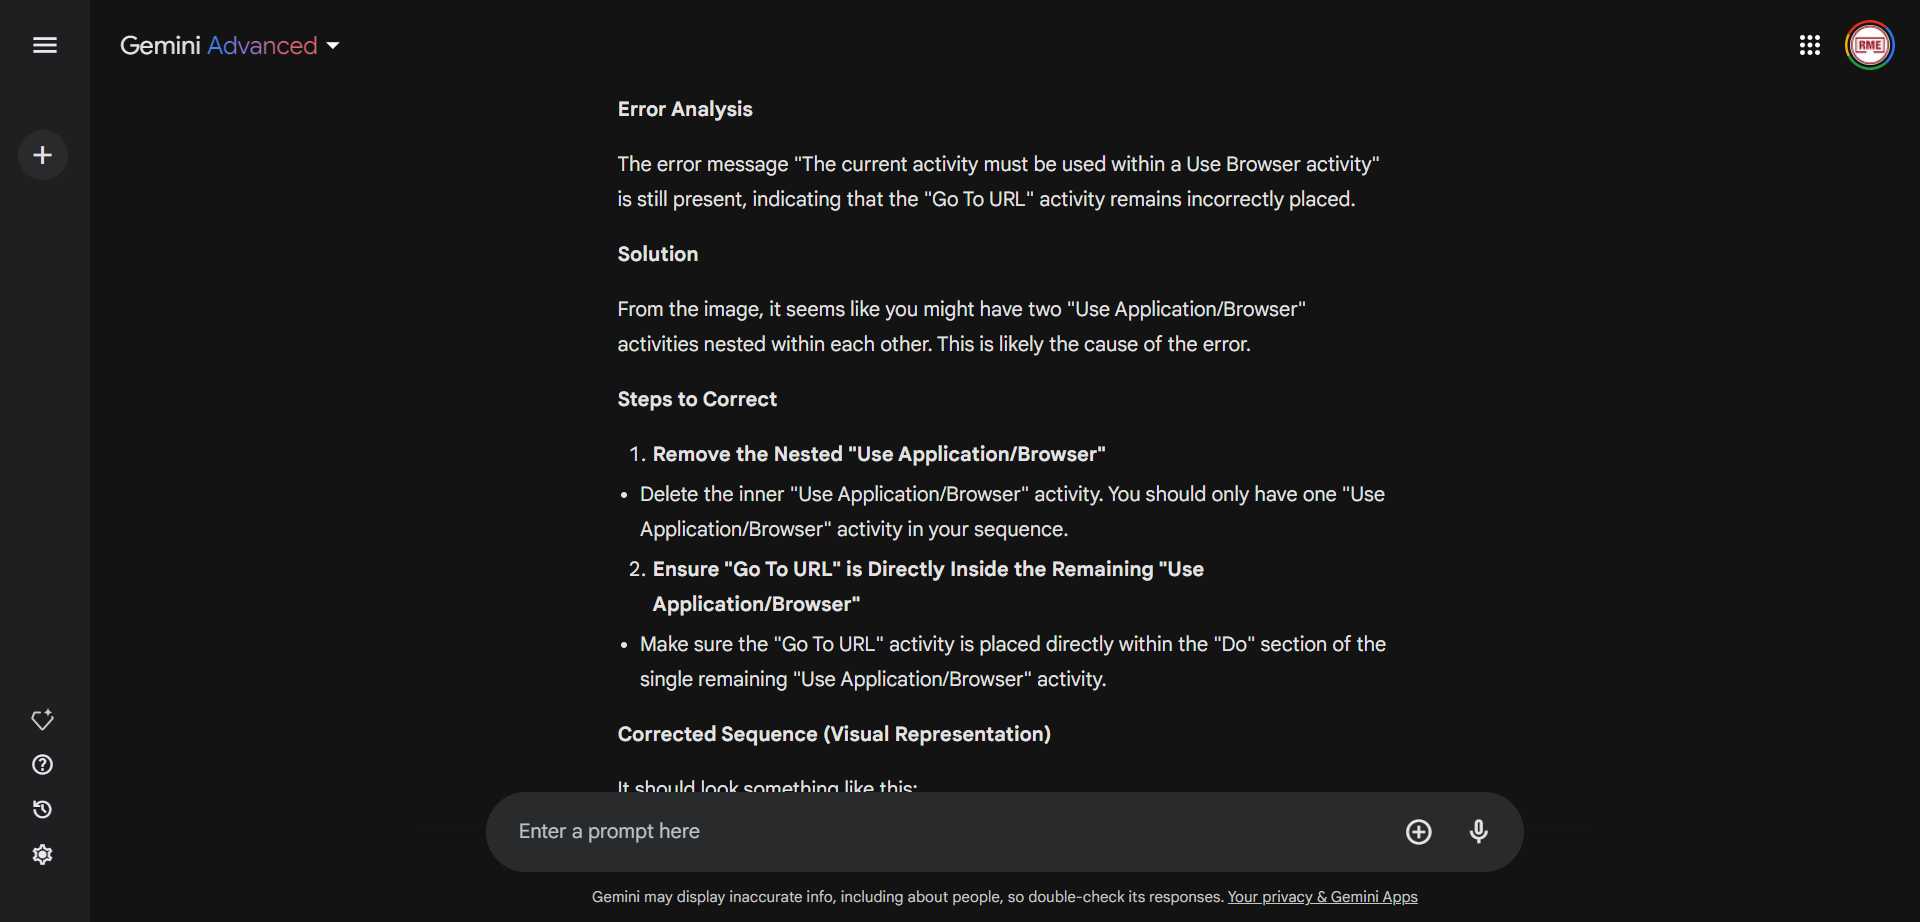 Gemini Advanced
RME
Error Analysis
The error message "The current activity must be used within a Use Browser activity"
is still present, indicating that the "Go To URL" activity remains incorrectly placed.
Solution
From the image, it seems like you might have two "Use Application/Browser"
activities nested within each other. This is likely the cause of the error.
Steps to Correct
1. Remove the Nested "Use Application/Browser"
• Delete the inner "Use Application/Browser" activity. You should only have one "Use
Application/Browser" activity in your sequence.
2. Ensure "Go To URL" is Directly Inside the Remaining "Use
Application/Browser"
• Make sure the "Go To URL" activity is placed directly within the "Do" section of the
single remaining "Use Application/Browser" activity.
Corrected Sequence (Visual Representation)
It should look something like this:
Enter a prompt here
Gemini may display inaccurate info, including about people, so double-check its responses. Your privacy & Gemini Apps